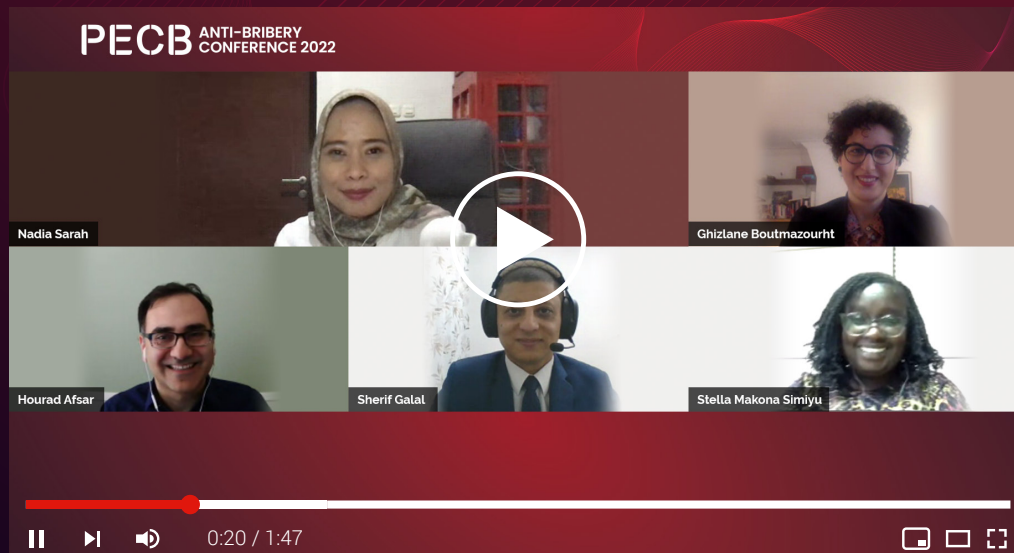 PECB ANTI-BRIBERY
CONFERENCE 2022
Nadia Sarah
Ghizlane Boutmazourht
Hourad Afsar
Sherif Galal
Stella Makona Simiyu
0:20 / 1:47